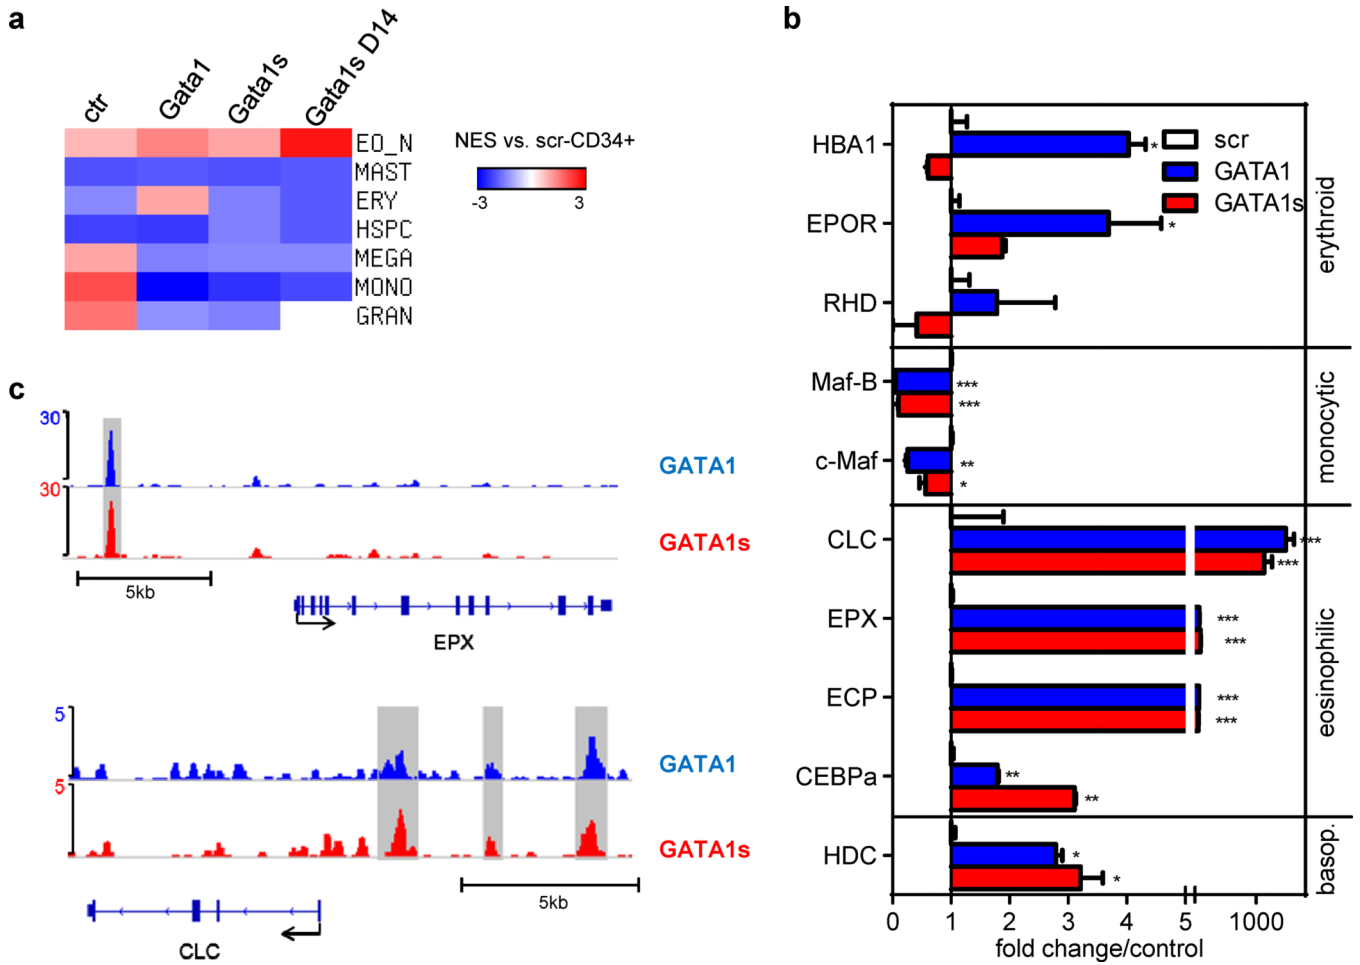 a
ctr
Gata1
Gata1s
Gata1s D14
EO_N
MAST
ERY
HSPC
MEGA
MONO
GRAN
NES vs. scr-CD34+
-3
3
b
HBA1
EPOR
RHD
Maf-B
c-Maf
CLC
EPX
ECP
CEBPa
HDC
scr
GATA1
GATA1s
*
*
***
***
**
*
***
***
***
***
***
***
**
**
*
*
erythroid
monocytic
eosinophilic
basop.
0 1 2 3 4 5 1000
fold change/control
c
30
GATA1
30
GATA1s
5kb
EPX
5
GATA1
5
GATA1s
5kb
CLC